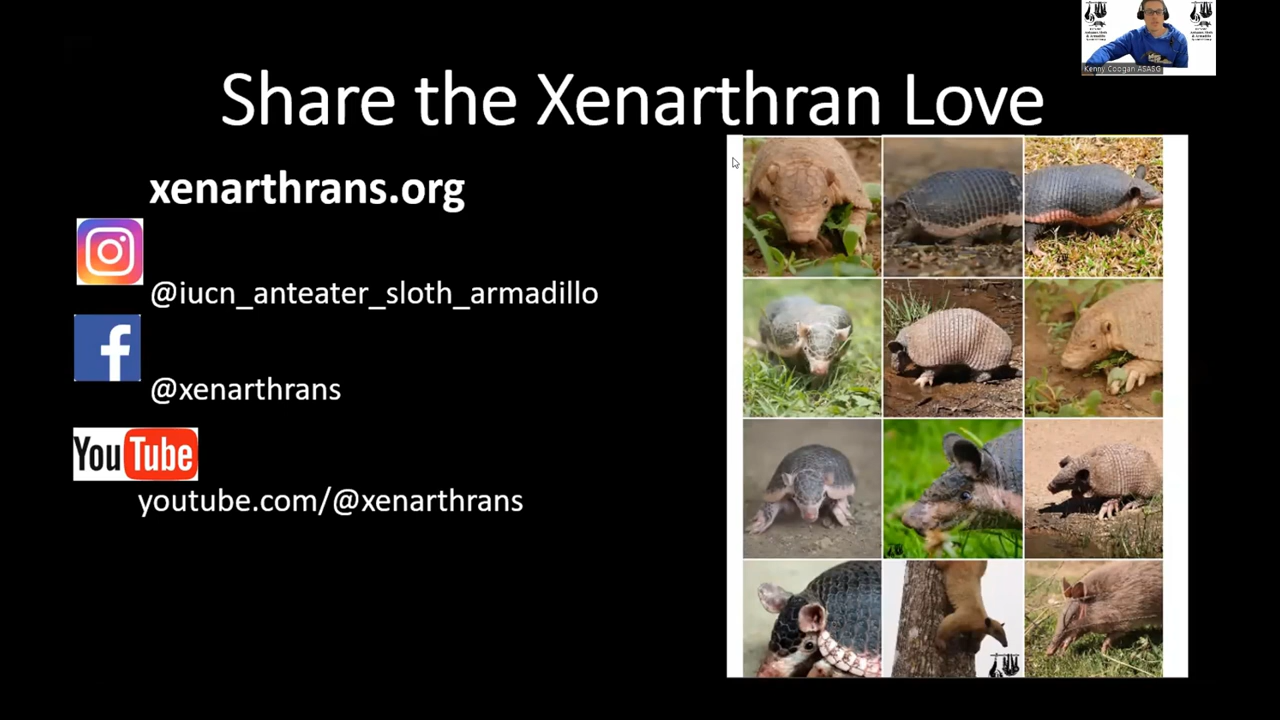 Share the Xenarthran Love
xenarthrans.org
@iucn_anteater_sloth_armadillo
f
@xenarthrans
YouTube
youtube.com/@xenarthrans
Kenny Coogan ASASG